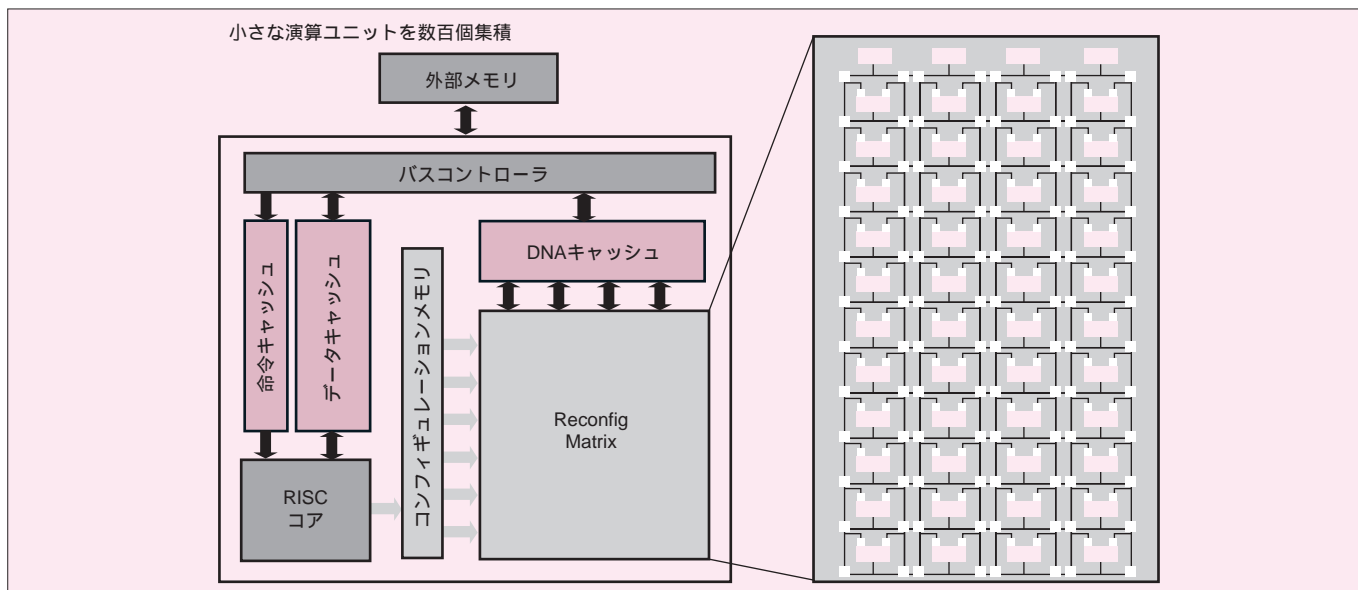 小さな演算ユニットを数百個集積
外部メモリ
バスコントローラ
命令キャッシュ
データキャッシュ
コンフィギュレーションメモリ
DNAキャッシュ
Reconfig
Matrix
RISC
コア